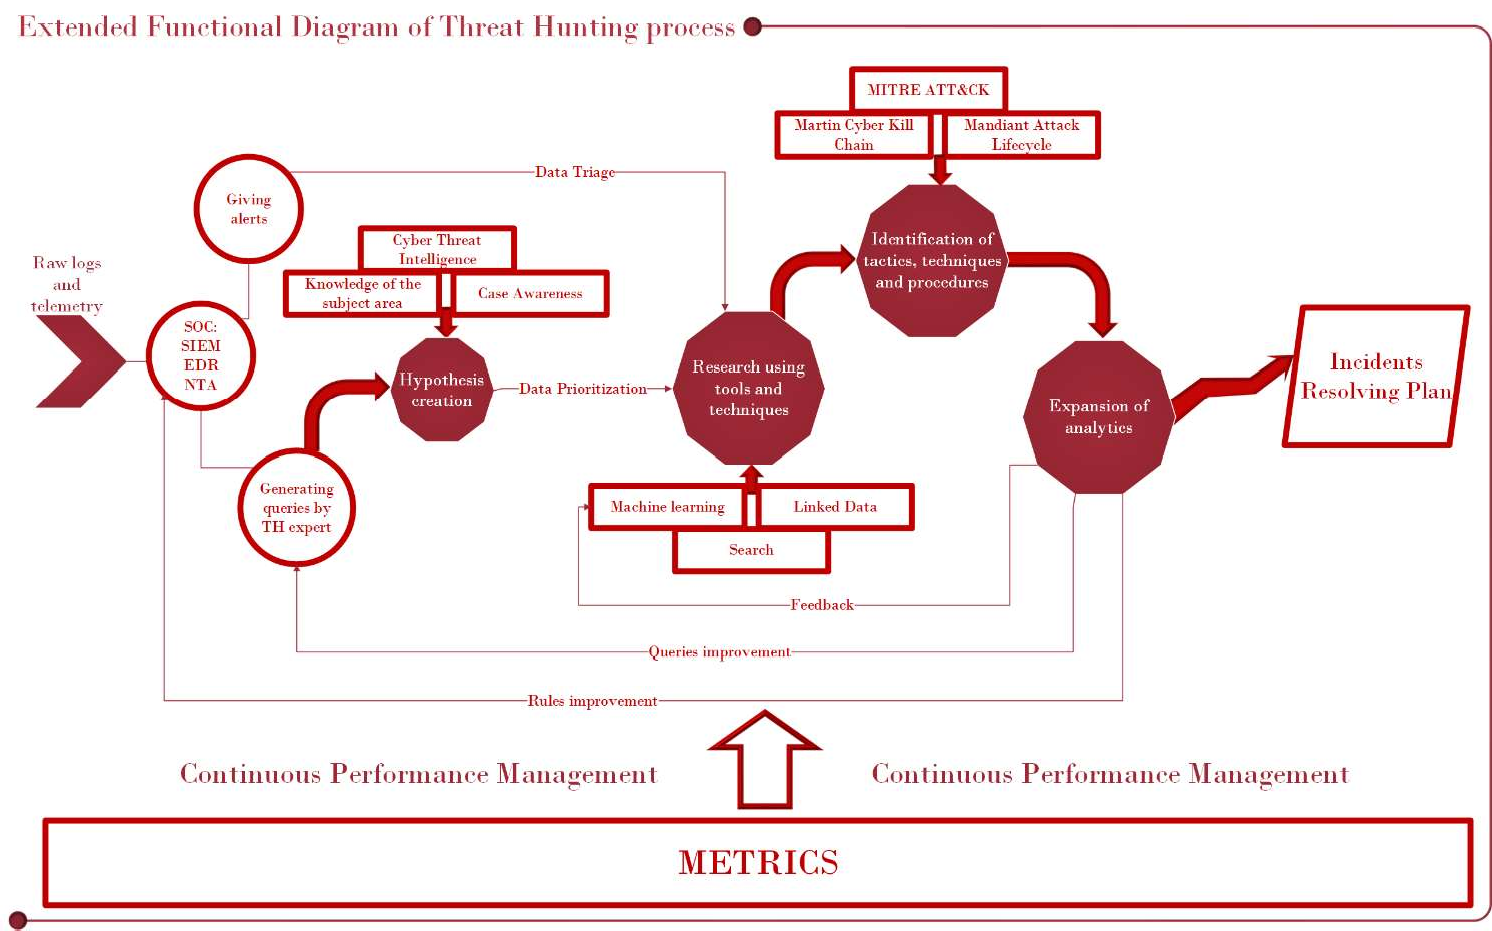 Extended Functional Diagram of Threat Hunting process
MITRE ATT&CK
Martin Cyber Kill
Chain
Mandiant Attack
Lifecycle
Data Triage
Giving
alerts
Cyber Threat
Intelligence
Knowledge of the
subject area
Case Awareness
Identification of
tactics, techniques
and procedures
Raw logs
and
telemetry
SOC:
SIEM
EDR
NTA
Hypothesis
creation
Data Prioritization
Research using
tools and
techniques
Expansion of
analytics
Incidents
Resolving Plan
Generating
queries by
TH expert
Machine learning
Linked Data
Search
Feedback
Queries improvement
Rules improvement
Continuous Performance Management
Continuous Performance Management
METRICS